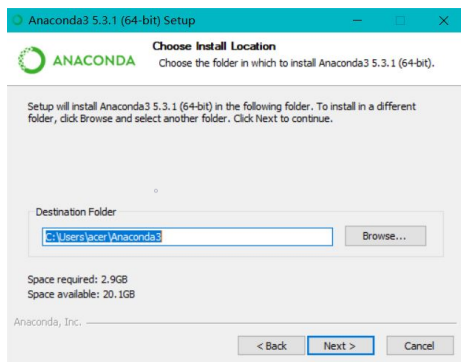 Anaconda3 5.3.1 (64-bit) Setup
ANACONDA
Choose Install Location
Choose the folder in which to install Anaconda3 5.3.1 (64-bit).
Setup will install Anaconda3 5.3.1 (64-bit) in the following folder. To install in a different
folder, click Browse and select another folder. Click Next to continue.
Destination Folder
C:\Users\acer\Anaconda3
Browse...
Space required: 2.9GB
Space available: 20.1GB
Anaconda, Inc.
< Back
Next >
Cancel